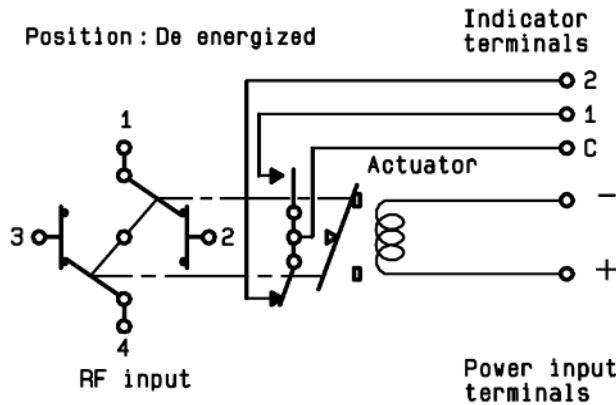 Position : De energized
Indicator
terminals
2
1
C
Actuator
-
+
1
3
2
4
RF input
Power input
terminals